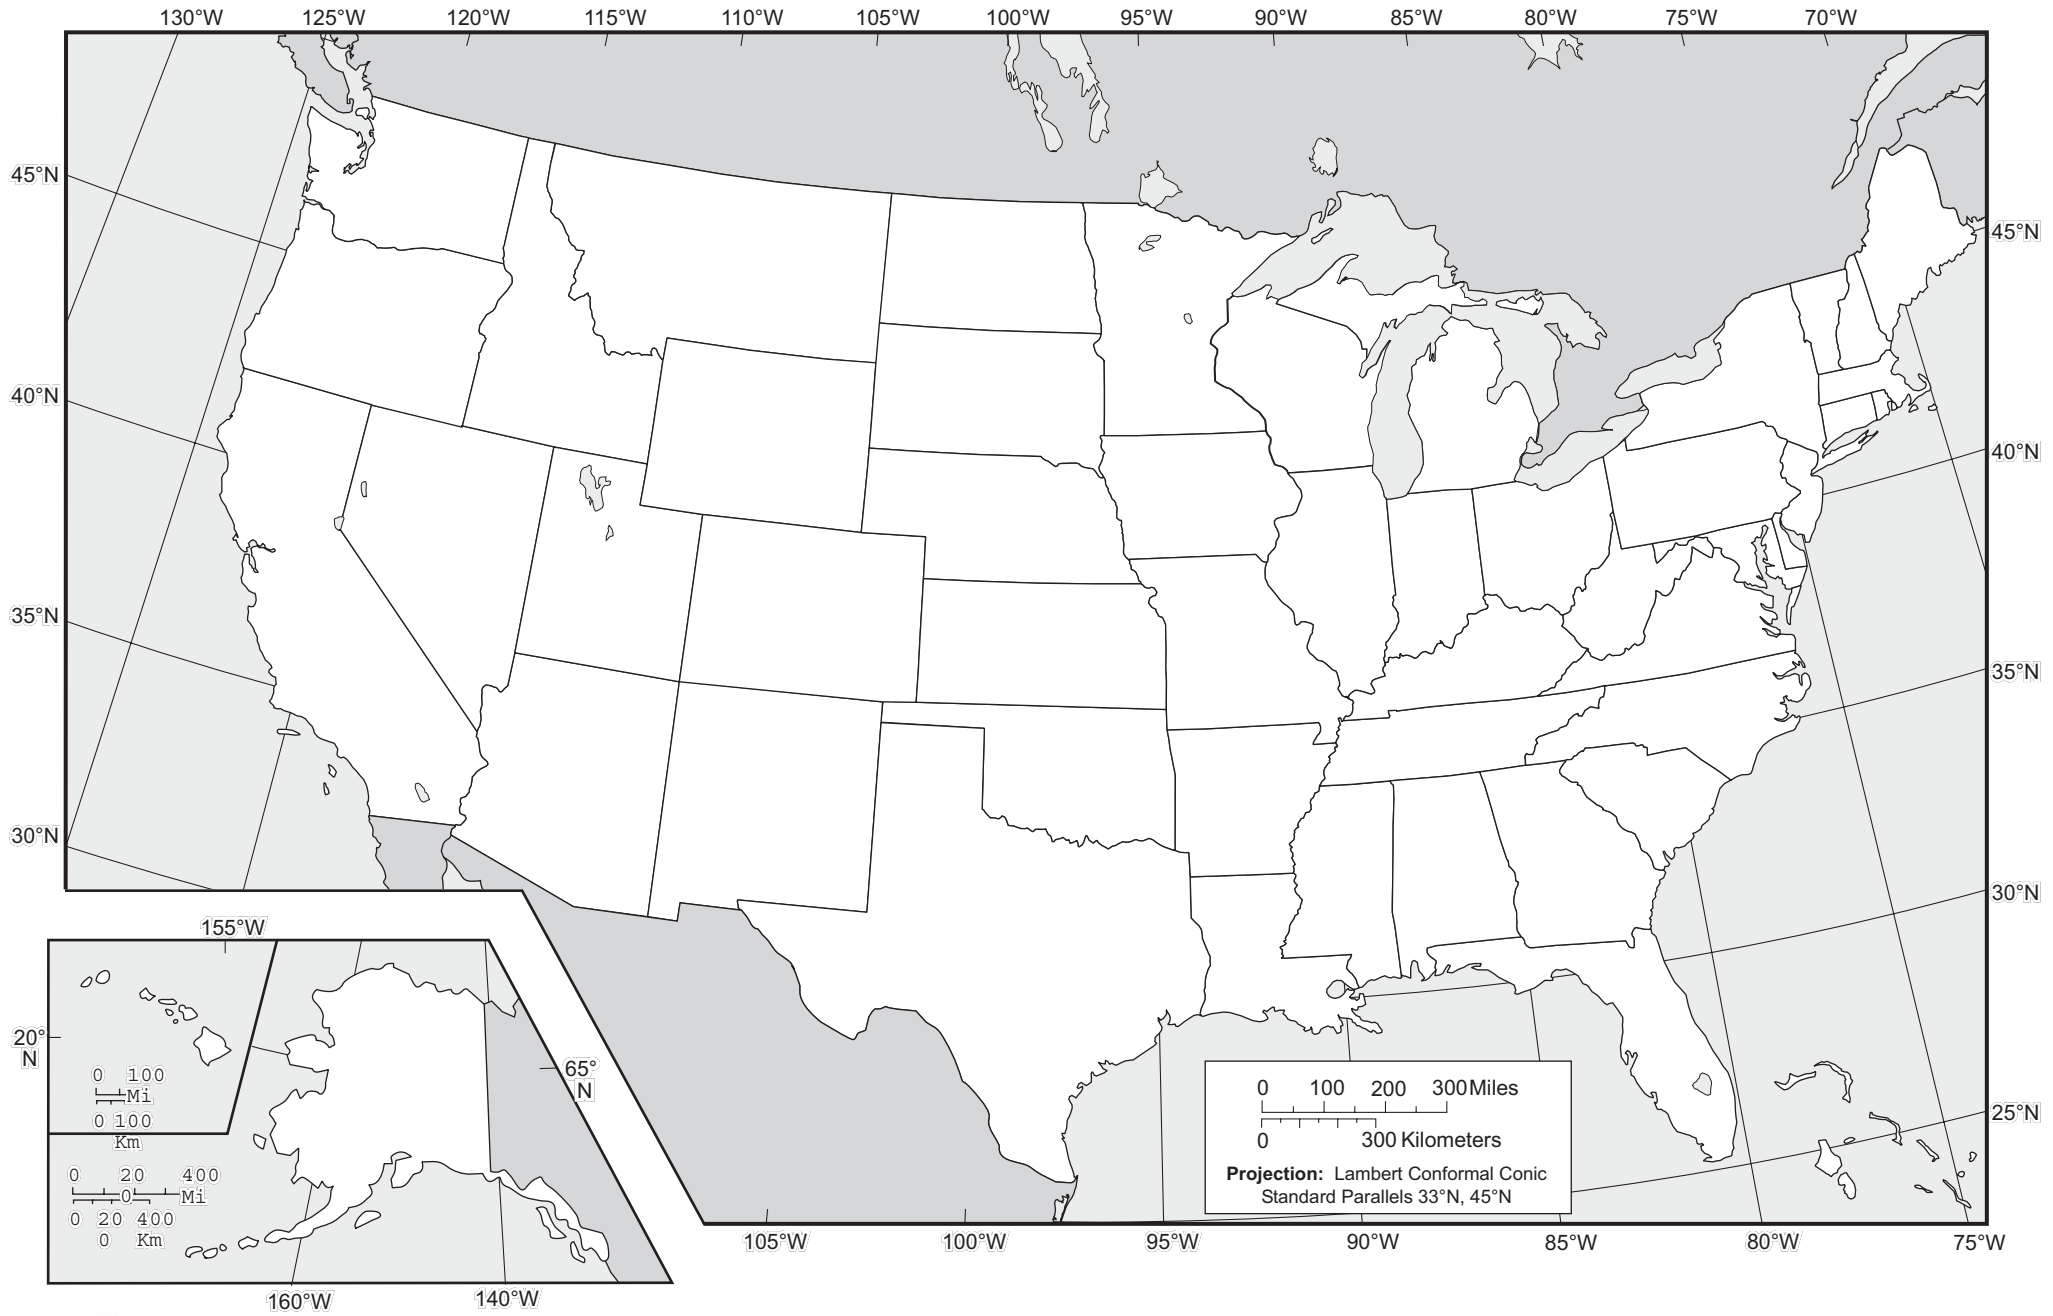 130°W 125°W 120°W 115°W 110°W 105°W 100°W 95°W 90°W 85°W 80°W 75°W 70°W
45°N
45°N
40°N
40°N
35°N
35°N
30°N
30°N
25°N
155°W
20°
N
65°
N
0 100
Mi
0 100
Km
0 20 400
0 Mi
0 20 400
0 Km
0 100 200 300 Miles
0 300 Kilometers
Projection: Lambert Conformal Conic
Standard Parallels 33°N, 45°N
105°W 100°W 95°W 90°W 85°W 80°W 75°W
160°W 140°W